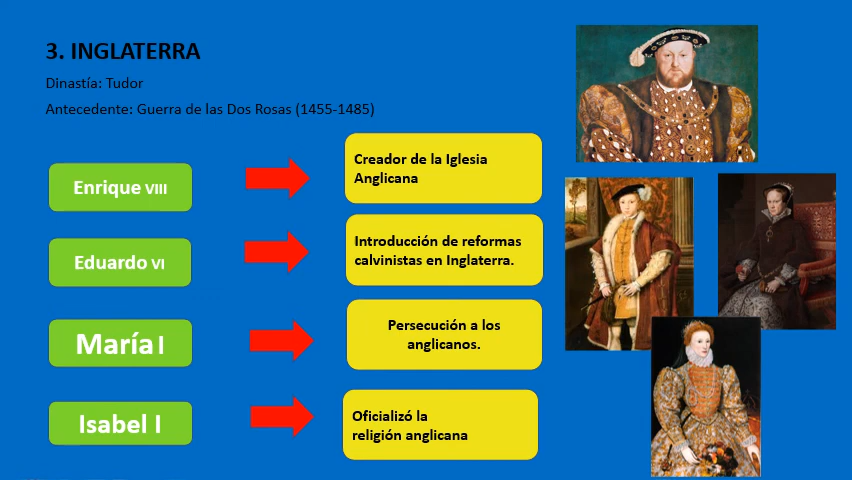 3. INGLATERRA
Dinastía: Tudor
Antecedente: Guerra de las Dos Rosas (1455-1485)
Enrique VIII
Creador de la Iglesia
Anglicana
Eduardo VI
Introducción de reformas
calvinistas en Inglaterra.
María I
Persecución a los
anglicanos.
Isabel I
Oficializó la
religión anglicana